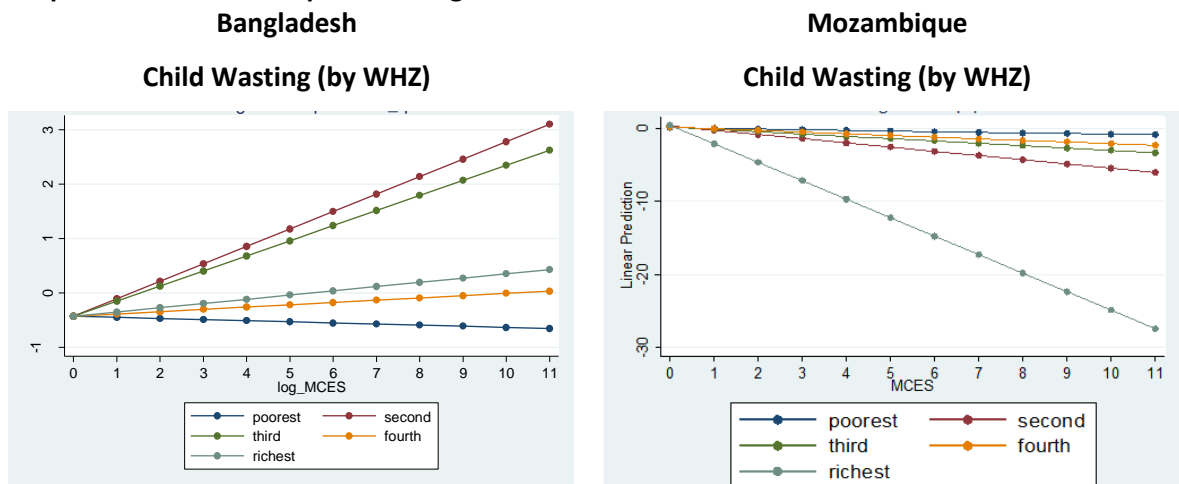 Bangladesh
Child Wasting (by WHZ)
3
2
1
0
-1
0 1 2 3 4 5 6 7 8 9 10 11
log_MCES
poorest second
third fourth
richest
Mozambique
Child Wasting (by WHZ)
0
-10
-20
-30
Linear Prediction
0 1 2 3 4 5 6 7 8 9 10 11
MCES
poorest second
third fourth
richest